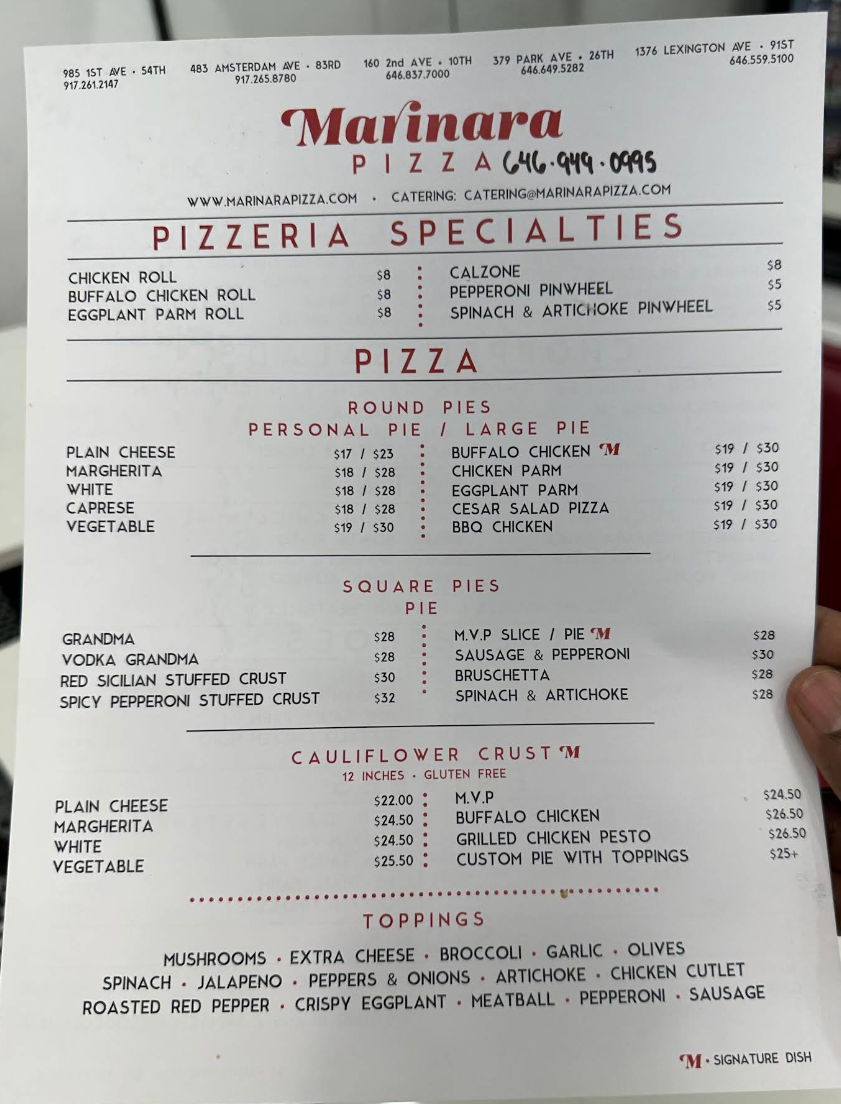 985 1ST AVE • 54TH 483 AMSTERDAM AVE • 83RD 160 2nd AVE • 10TH 379 PARK AVE • 26TH 1376 LEXINGTON AVE • 91ST
917.261.2147 917.265.8780 646.837.7000 646.649.5282 646.559.5100
Marinara
PIZZA 646.949.0995
WWW.MARINARAPIZZA.COM • CATERING: CATERING@MARINARAPIZZA.COM
PIZZERIA SPECIALTIES
CHICKEN ROLL $8 CALZONE $8
BUFFALO CHICKEN ROLL $8 PEPPERONI PINWHEEL $5
EGGPLANT PARM ROLL $8 SPINACH & ARTICHOKE PINWHEEL $5
PIZZA
ROUND PIES
PERSONAL PIE / LARGE PIE
PLAIN CHEESE $17 / $23 BUFFALO CHICKEN M $19 / $30
MARGHERITA $18 / $28 CHICKEN PARM $19 / $30
WHITE $18 / $28 EGGPLANT PARM $19 / $30
CAPRESE $18 / $28 CESAR SALAD PIZZA $19 / $30
VEGETABLE $19 / $30 BBQ CHICKEN $19 / $30
SQUARE PIES
PIE
GRANDMA $28 M.V.P SLICE / PIE M $28
VODKA GRANDMA $28 SAUSAGE & PEPPERONI $30
RED SICILIAN STUFFED CRUST $30 BRUSCHETTA $28
SPICY PEPPERONI STUFFED CRUST $32 SPINACH & ARTICHOKE $28
CAULIFLOWER CRUST M
12 INCHES • GLUTEN FREE
PLAIN CHEESE $22.00 M.V.P $24.50
MARGHERITA $24.50 BUFFALO CHICKEN $26.50
WHITE $24.50 GRILLED CHICKEN PESTO $26.50
VEGETABLE $25.50 CUSTOM PIE WITH TOPPINGS $25+
TOPPINGS
MUSHROOMS • EXTRA CHEESE • BROCCOLI • GARLIC • OLIVES
SPINACH • JALAPENO • PEPPERS & ONIONS • ARTICHOKE • CHICKEN CUTLET
ROASTED RED PEPPER • CRISPY EGGPLANT • MEATBALL • PEPPERONI • SAUSAGE
M • SIGNATURE DISH